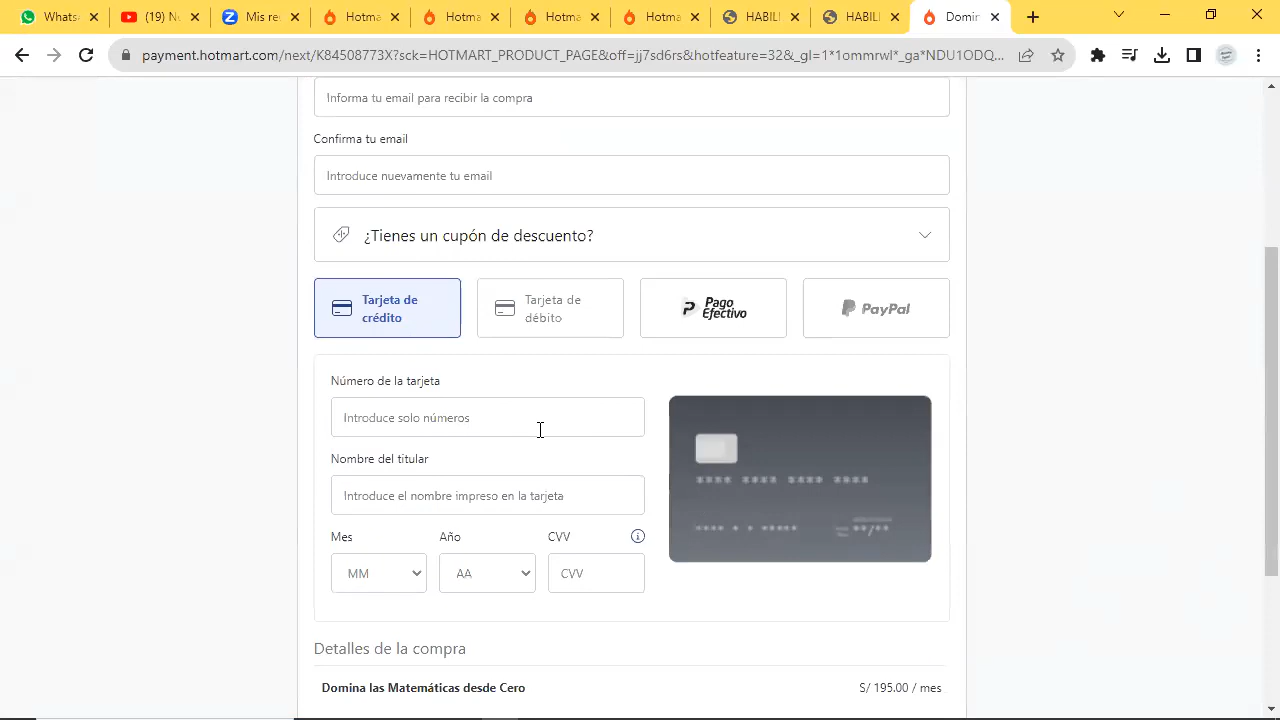 Whats
(19) Nu
Mis re
Hotma
Hotma
Hotma
Hotma
HABILI
HABILI
Domin
payment.hotmart.com/next/K84508773X?sck=HOTMART_PRODUCT_PAGE&off=jj7sd6rs&hotfeature=32&_gl=1*1ommrwl*_ga*NDU1ODQ...
Informa tu email para recibir la compra
Confirma tu email
Introduce nuevamente tu email
¿Tienes un cupón de descuento?
Tarjeta de
crédito
Tarjeta de
débito
Pago
Efectivo
PayPal
Número de la tarjeta
Introduce solo números
Nombre del titular
Introduce el nombre impreso en la tarjeta
Mes
Año
CVV
MM
AA
CVV
Detalles de la compra
Domina las Matemáticas desde Cero
S/ 195.00 / mes